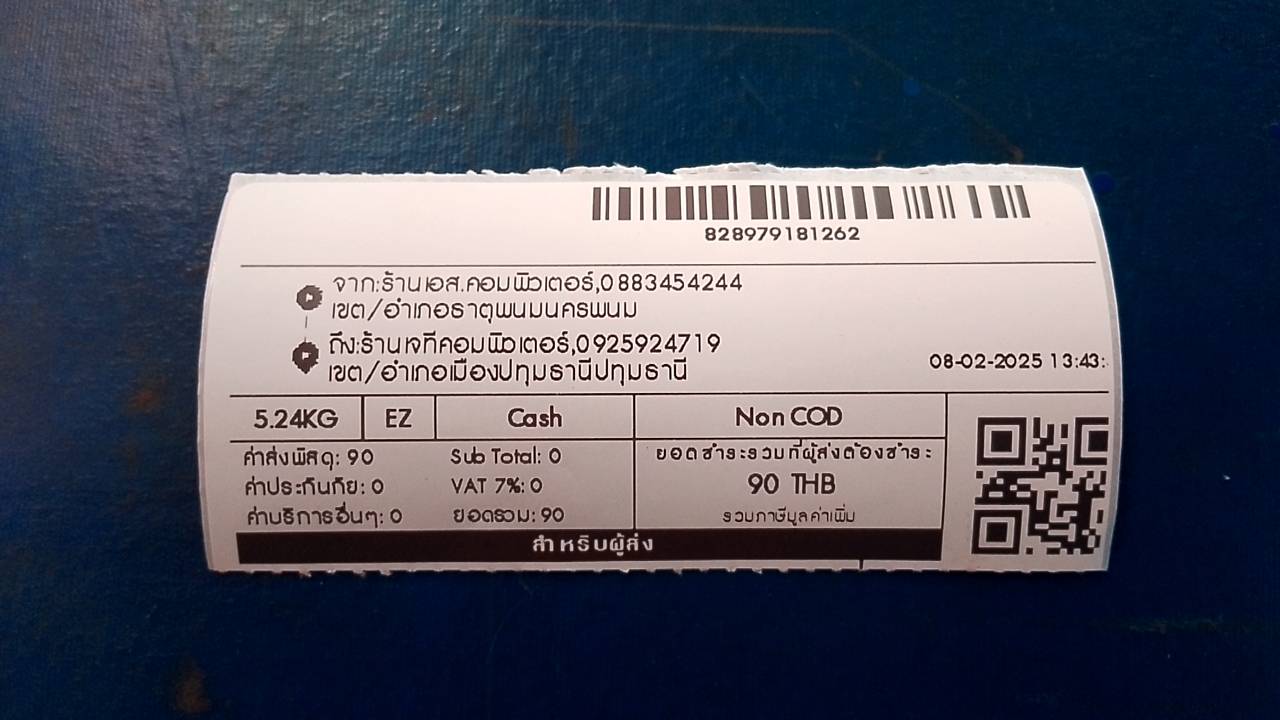 828979181262
จาก:ร้านเอส.คอมพิวเตอร์,0883454244
เขต/อำเภอธาตุพนมนครพนม
ถึง:ร้านเจทีคอมพิวเตอร์,0925924719
เขต/อำเภอเมืองปทุมธานีปทุมธานี
08-02-2025 13:43:
5.24KG EZ Cash Non COD
ค่าส่งพัสดุ: 90 Sub Total: 0 ยอดชำระรวมที่ผู้ส่งต้องชำระ
ค่าประกันภัย: 0 VAT 7%: 0 90 THB
ค่าบริการอื่นๆ: 0 ยอดรวม: 90 รวมภาษีมูลค่าเพิ่ม
สำหรับผู้ส่ง